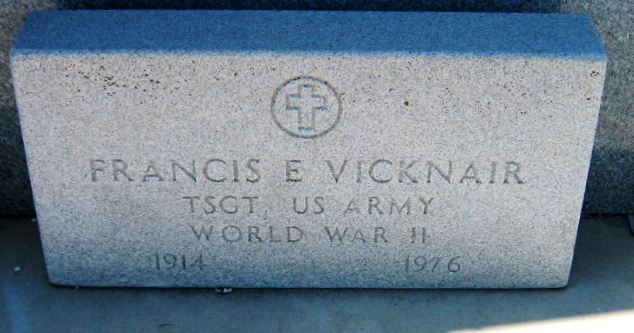 FRANCIS E VICKNAIR
TSGT US ARMY
WORLD WAR II
1914 1976